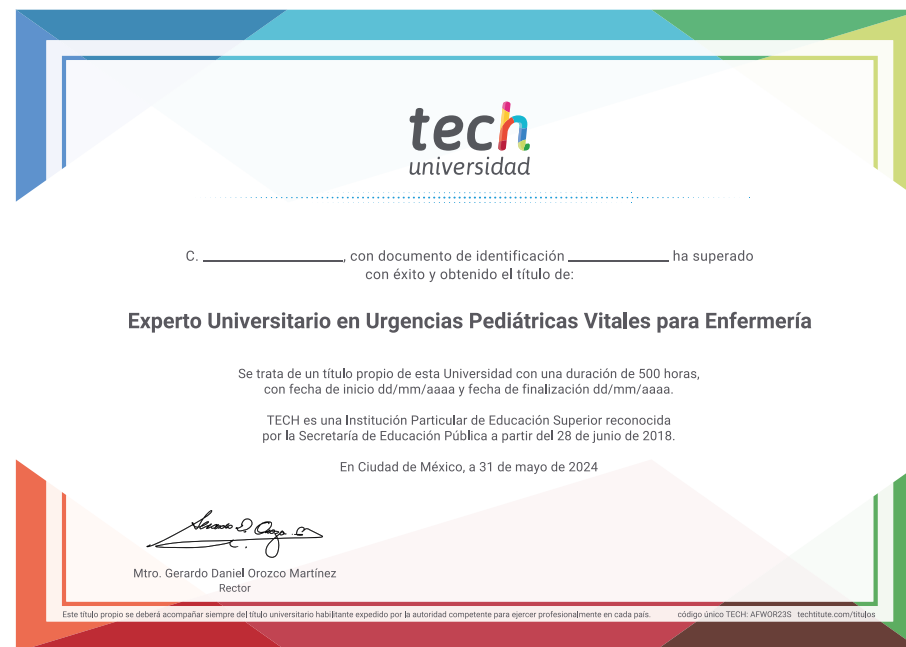 tech
universidad
C. ____________, con documento de identificación _________ ha superado
con éxito y obtenido el título de:
Experto Universitario en Urgencias Pediátricas Vitales para Enfermería
Se trata de un título propio de esta Universidad con una duración de 500 horas,
con fecha de inicio dd/mm/aaaa y fecha de finalización dd/mm/aaaa.
TECH es una Institución Particular de Educación Superior reconocida
por la Secretaría de Educación Pública a partir del 28 de junio de 2018.
En Ciudad de México, a 31 de mayo de 2024
Mtro. Gerardo Daniel Orozco Martínez
Rector
Este título propio se deberá acompañar siempre del título universitario habilitante expedido por la autoridad competente para ejercer profesionalmente en cada país. código único TECH: AFWOR23S techtitute.com/titulos